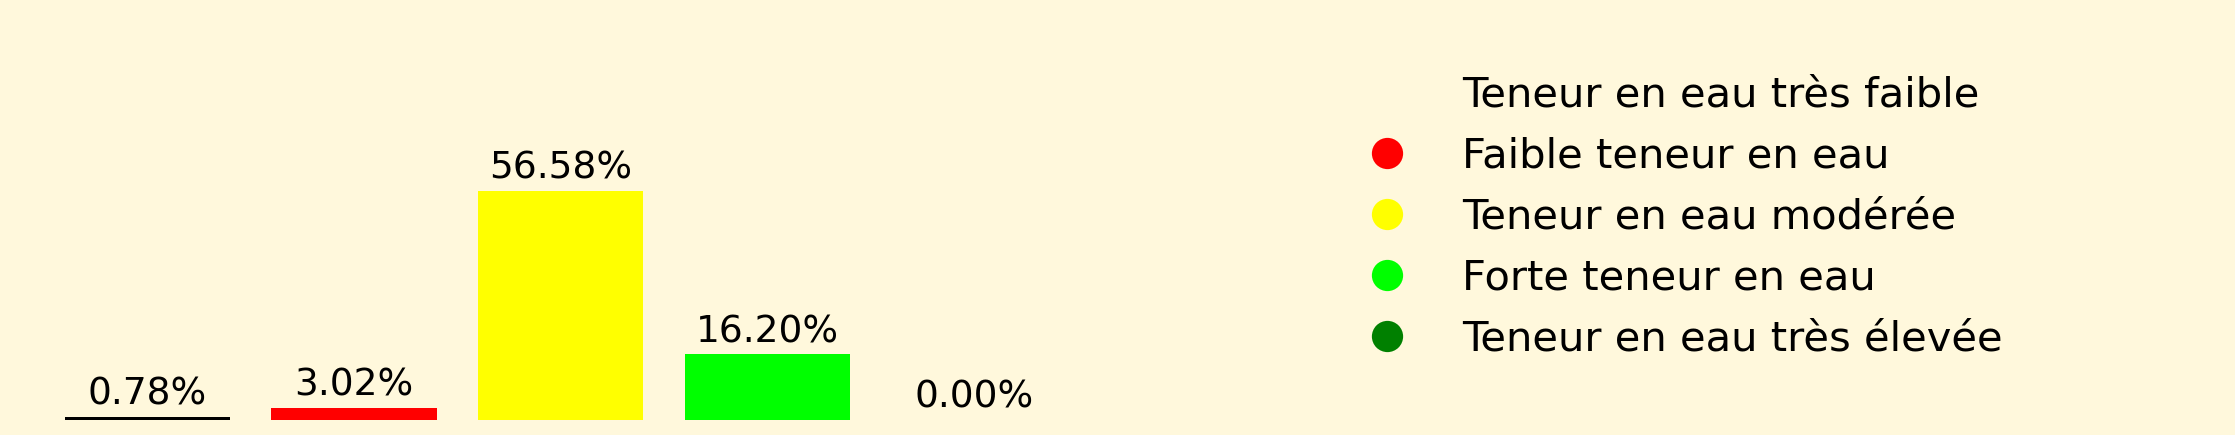 56.58%
16.20%
3.02%
0.78%
0.00%
Teneur en eau très faible
Faible teneur en eau
Teneur en eau modérée
Forte teneur en eau
Teneur en eau très élevée